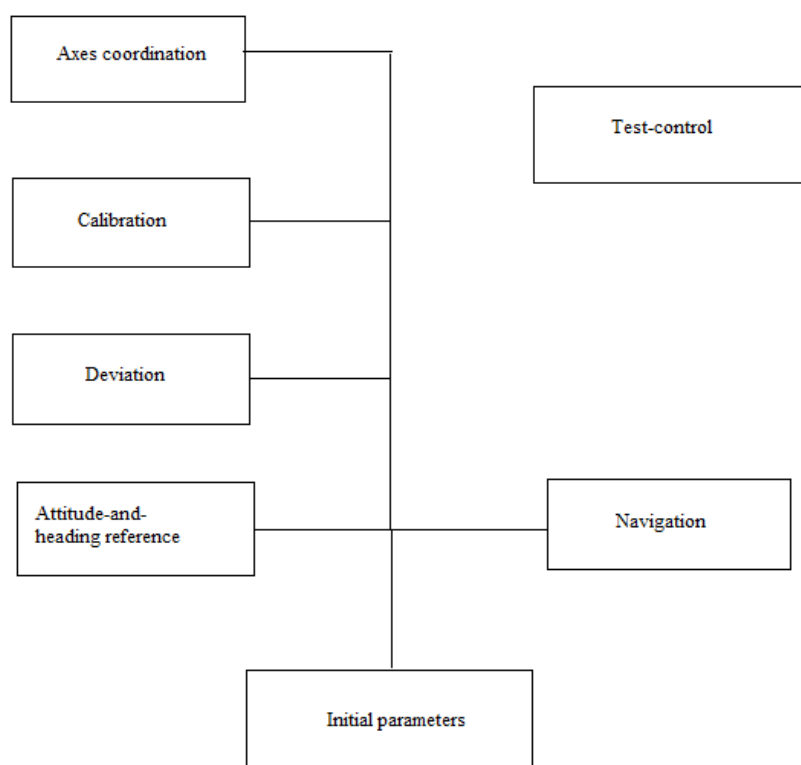 Axes coordination
Test-control
Calibration
Deviation
Attitude-and-
heading reference
Navigation
Initial parameters